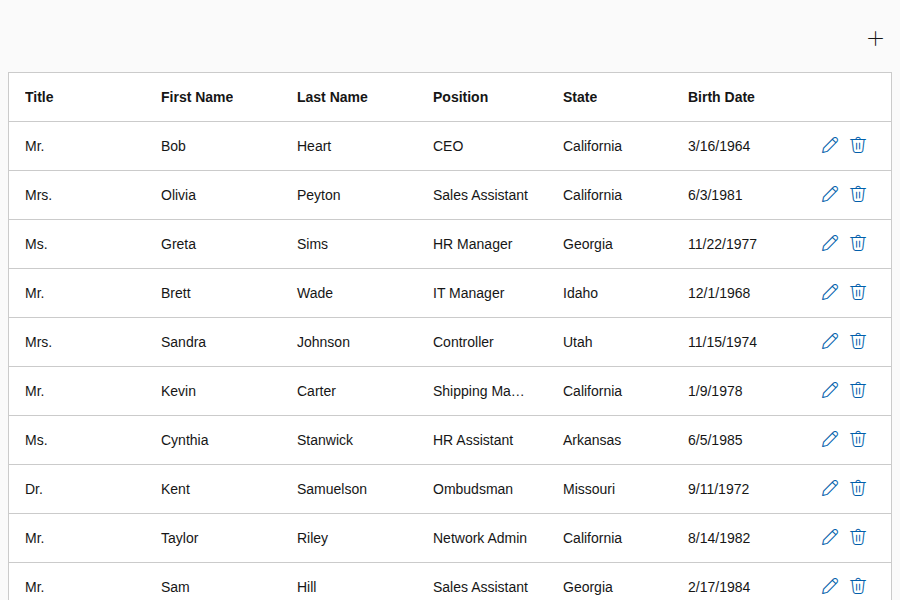 Title First Name Last Name Position State Birth Date
Mr. Bob Heart CEO California 3/16/1964
Mrs. Olivia Peyton Sales Assistant California 6/3/1981
Ms. Greta Sims HR Manager Georgia 11/22/1977
Mr. Brett Wade IT Manager Idaho 12/1/1968
Mrs. Sandra Johnson Controller Utah 11/15/1974
Mr. Kevin Carter Shipping Ma… California 1/9/1978
Ms. Cynthia Stanwick HR Assistant Arkansas 6/5/1985
Dr. Kent Samuelson Ombudsman Missouri 9/11/1972
Mr. Taylor Riley Network Admin California 8/14/1982
Mr. Sam Hill Sales Assistant Georgia 2/17/1984